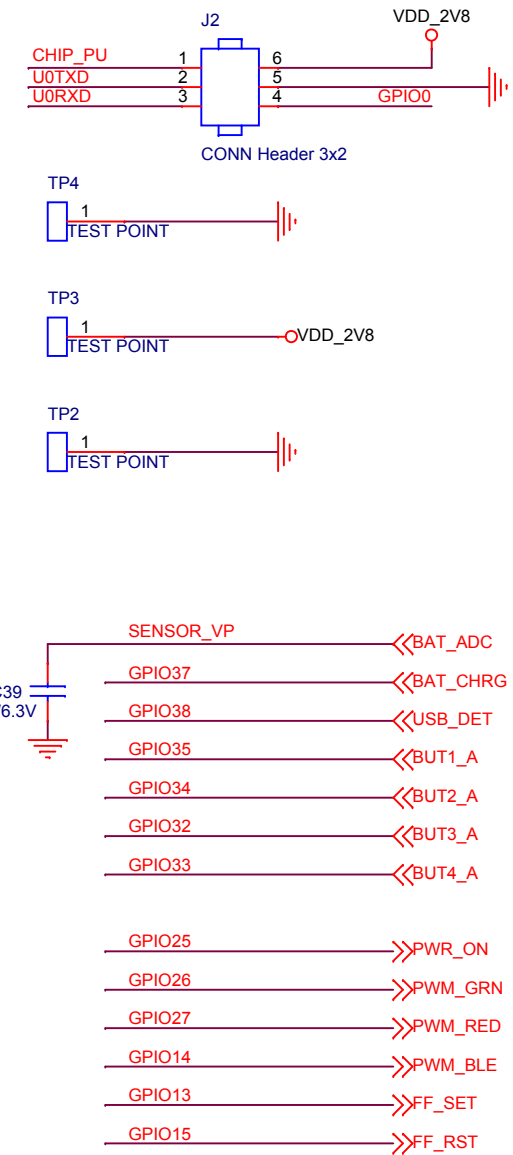 J2
VDD_2V8
CHIP_PU 1 6
U0TXD 2 5
U0RXD 3 4 GPIO0
CONN Header 3x2
TP4
1
TEST POINT
TP3
1
TEST POINT
VDD_2V8
TP2
1
TEST POINT
SENSOR_VP BAT_ADC
GPIO37 BAT_CHRG
C39
/6.3V
GPIO38 USB_DET
GPIO35 BUT1_A
GPIO34 BUT2_A
GPIO32 BUT3_A
GPIO33 BUT4_A
GPIO25 PWR_ON
GPIO26 PWM_GRN
GPIO27 PWM_RED
GPIO14 PWM_BLE
GPIO13 FF_SET
GPIO15 FF_RST